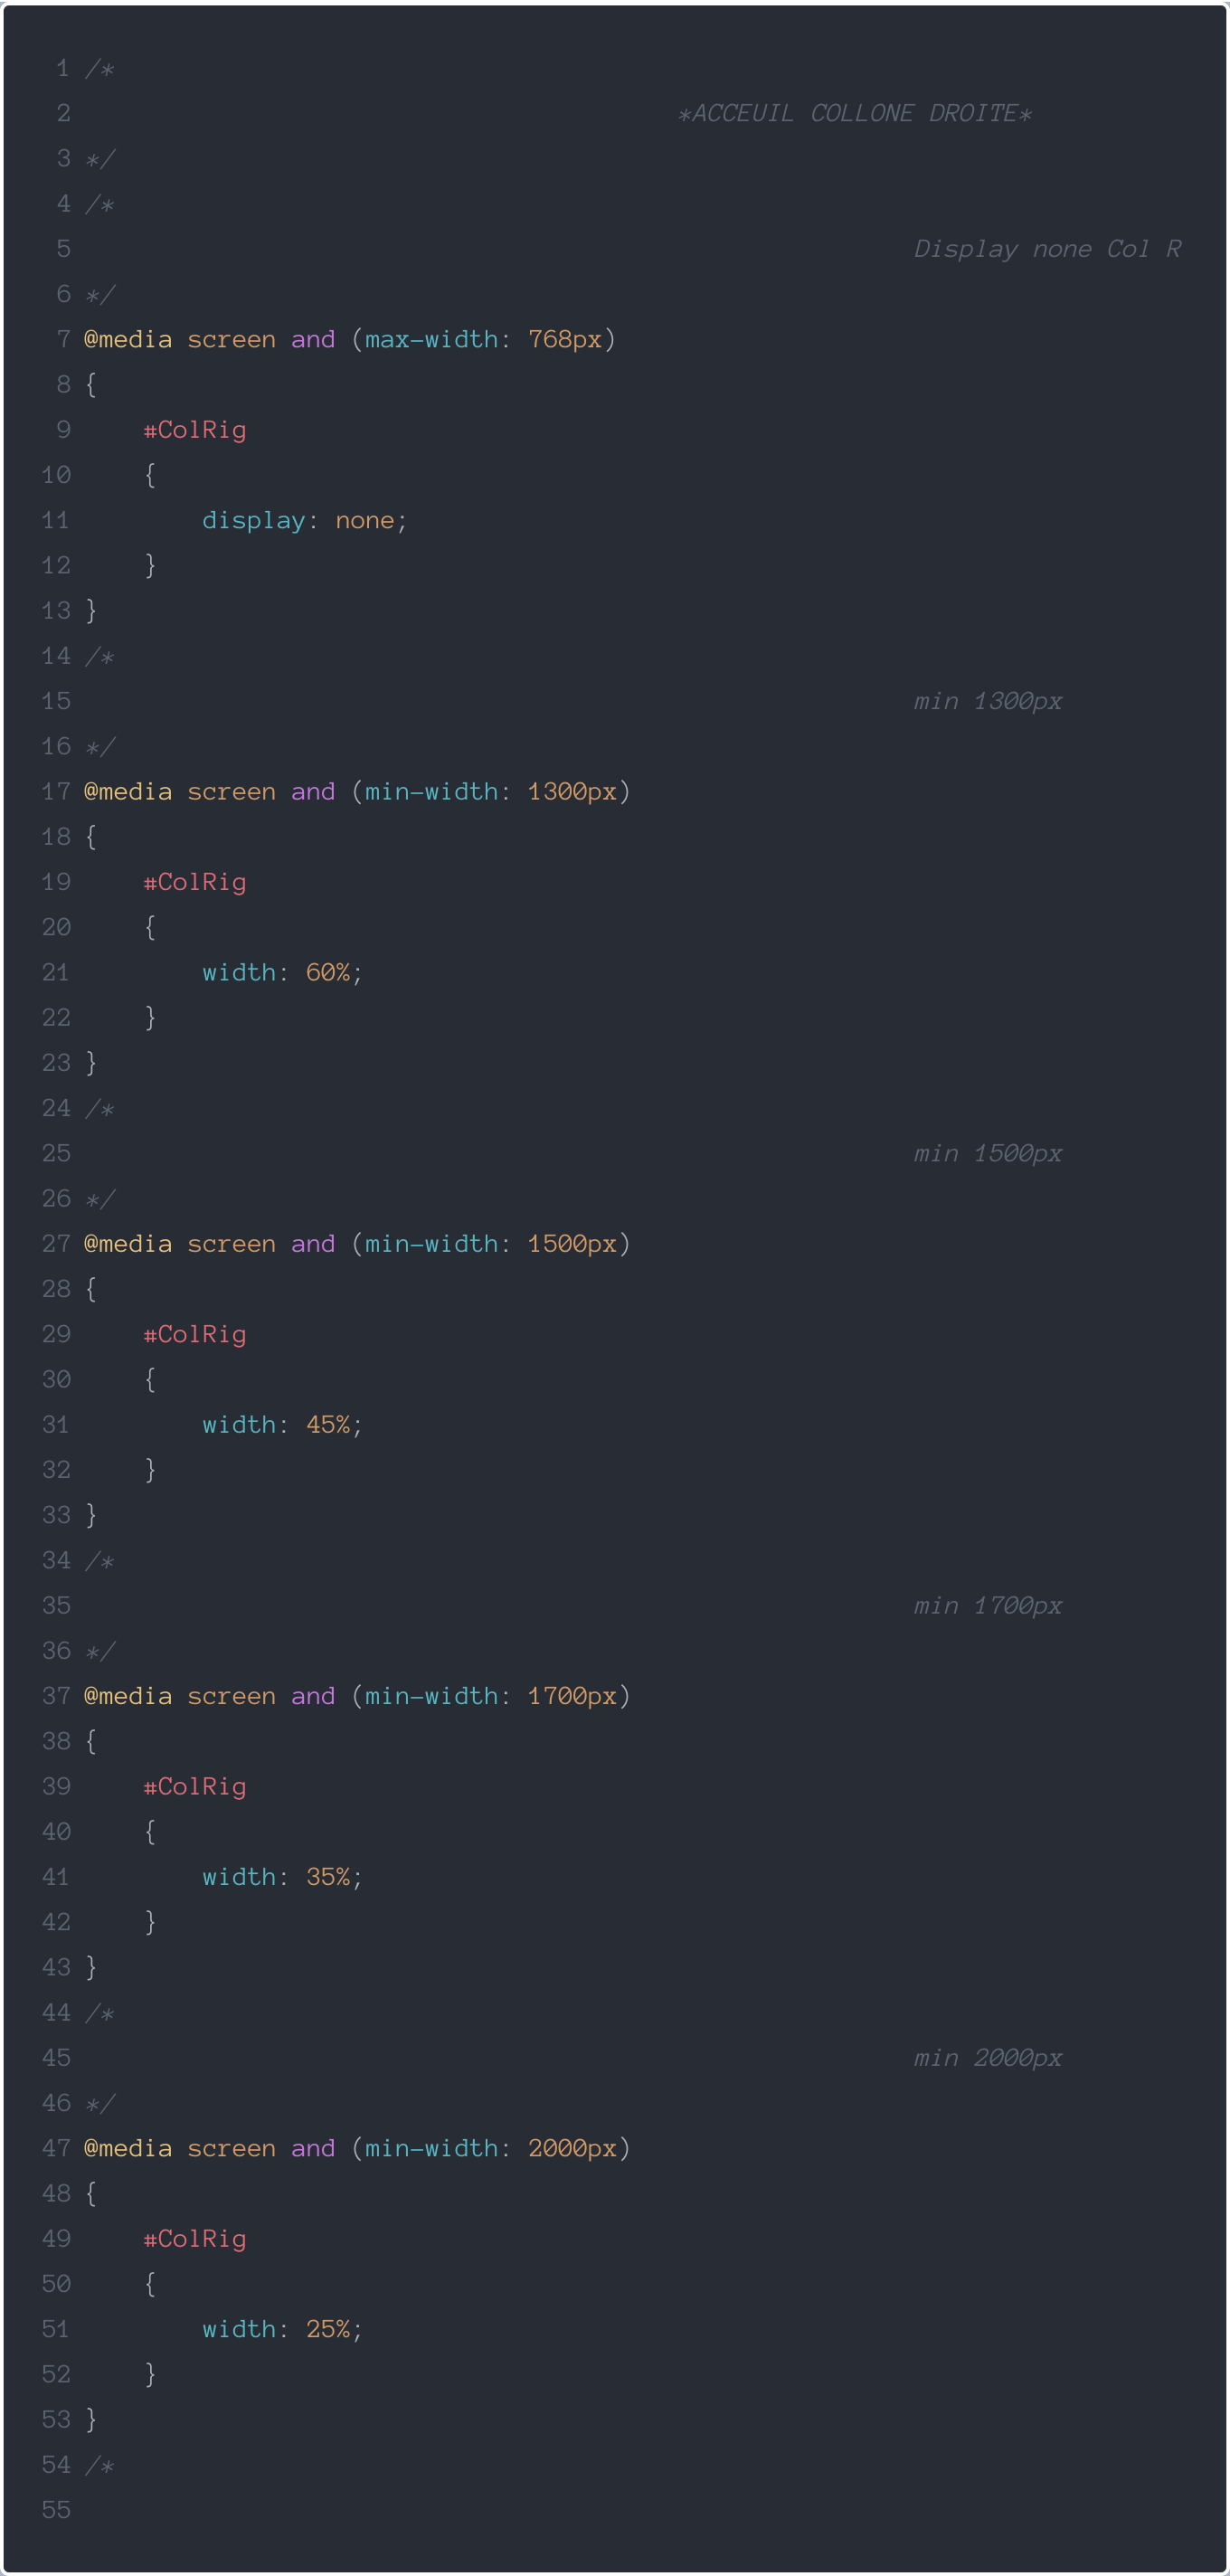 1 /*
2 *ACCEUIL COLLONE DROITE*
3 */
4 /*
5 Display none Col R
6 */
7 @media screen and (max-width: 768px)
8 {
9 #ColRig
10 {
11 display: none;
12 }
13 }
14 /*
15 min 1300px
16 */
17 @media screen and (min-width: 1300px)
18 {
19 #ColRig
20 {
21 width: 60%;
22 }
23 }
24 /*
25 min 1500px
26 */
27 @media screen and (min-width: 1500px)
28 {
29 #ColRig
30 {
31 width: 45%;
32 }
33 }
34 /*
35 min 1700px
36 */
37 @media screen and (min-width: 1700px)
38 {
39 #ColRig
40 {
41 width: 35%;
42 }
43 }
44 /*
45 min 2000px
46 */
47 @media screen and (min-width: 2000px)
48 {
49 #ColRig
50 {
51 width: 25%;
52 }
53 }
54 /*
55